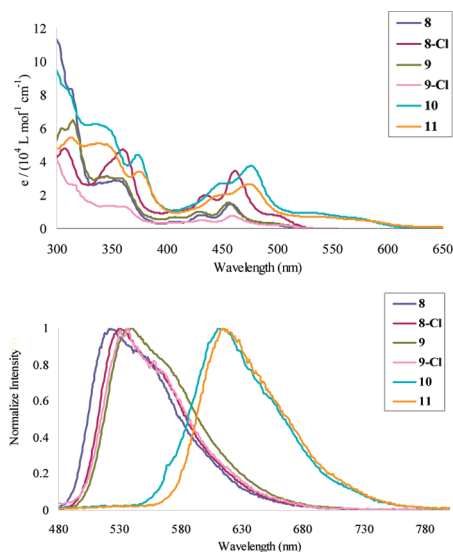 12
10
8
6
4
2
0
e / (10⁴ L mol⁻¹ cm⁻¹)
300 350 400 450 500 550 600 650
Wavelength (nm)
8
8-Cl
9
9-Cl
10
11
1
0.8
0.6
0.4
0.2
0
Normalize Intensity
480 530 580 630 680 730 780
Wavelength (nm)
8
8-Cl
9
9-Cl
10
11